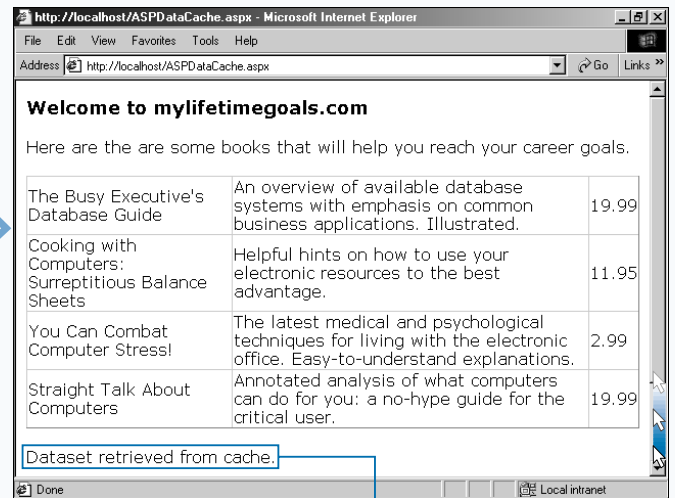 http://localhost/ASPDataCache.aspx - Microsoft Internet Explorer
File Edit View Favorites Tools Help
Address http://localhost/ASPDataCache.aspx Go Links »
Welcome to mylifetimegoals.com
Here are the are some books that will help you reach your career goals.
The Busy Executive's
Database Guide
An overview of available database
systems with emphasis on common
business applications. Illustrated.
19.99
Cooking with
Computers:
Surreptitious Balance
Sheets
Helpful hints on how to use your
electronic resources to the best
advantage.
11.95
You Can Combat
Computer Stress!
The latest medical and psychological
techniques for living with the electronic
office. Easy-to-understand explanations.
2.99
Straight Talk About
Computers
Annotated analysis of what computers
can do for you: a no-hype guide for the
critical user.
19.99
Dataset retrieved from cache.
Done Local intranet